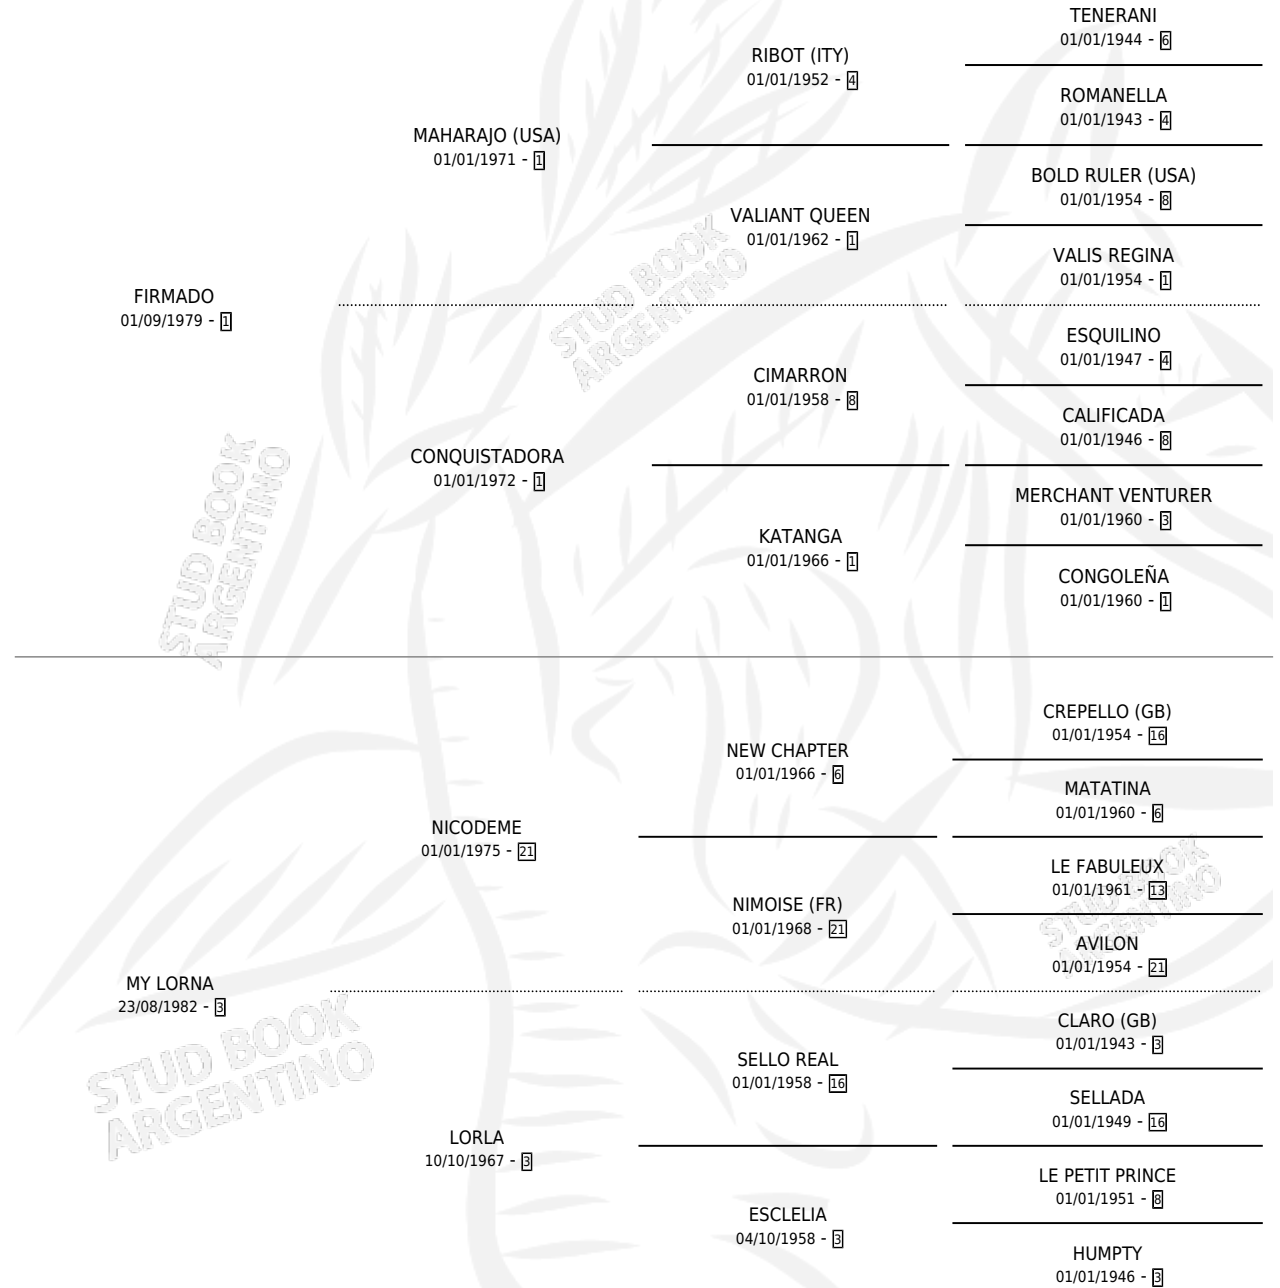 TENERANI
01/01/1944 - 6
RIBOT (ITY)
01/01/1952 - 4
ROMANELLA
01/01/1943 - 4
MAHARAJO (USA)
01/01/1971 - 1
BOLD RULER (USA)
01/01/1954 - 8
VALIANT QUEEN
01/01/1962 - 1
VALIS REGINA
01/01/1954 - 1
STUD BOOK
ARGENTINO
FIRMADO
01/09/1979 - 1
ESQUILINO
01/01/1947 - 4
CIMARRON
01/01/1958 - 8
CALIFICADA
01/01/1946 - 8
CONQUISTADORA
01/01/1972 - 1
MERCHANT VENTURER
01/01/1960 - 3
KATANGA
01/01/1966 - 1
CONGOLEÑA
01/01/1960 - 1
STUD BOOK
ARGENTINO
CREPELLO (GB)
01/01/1954 - 16
NEW CHAPTER
01/01/1966 - 6
MATATINA
01/01/1960 - 6
NICODEME
01/01/1975 - 21
LE FABULEUX
01/01/1961 - 13
NIMOISE (FR)
01/01/1968 - 21
AVILON
01/01/1954 - 21
STUD BOOK
ARGENTINO
MY LORNA
23/08/1982 - 3
CLARO (GB)
01/01/1943 - 3
SELLO REAL
01/01/1958 - 16
SELLADA
01/01/1949 - 16
STUD BOOK
ARGENTINO
LORLA
10/10/1967 - 3
LE PETIT PRINCE
01/01/1951 - 8
ESCLELIA
04/10/1958 - 3
HUMPTY
01/01/1946 - 3